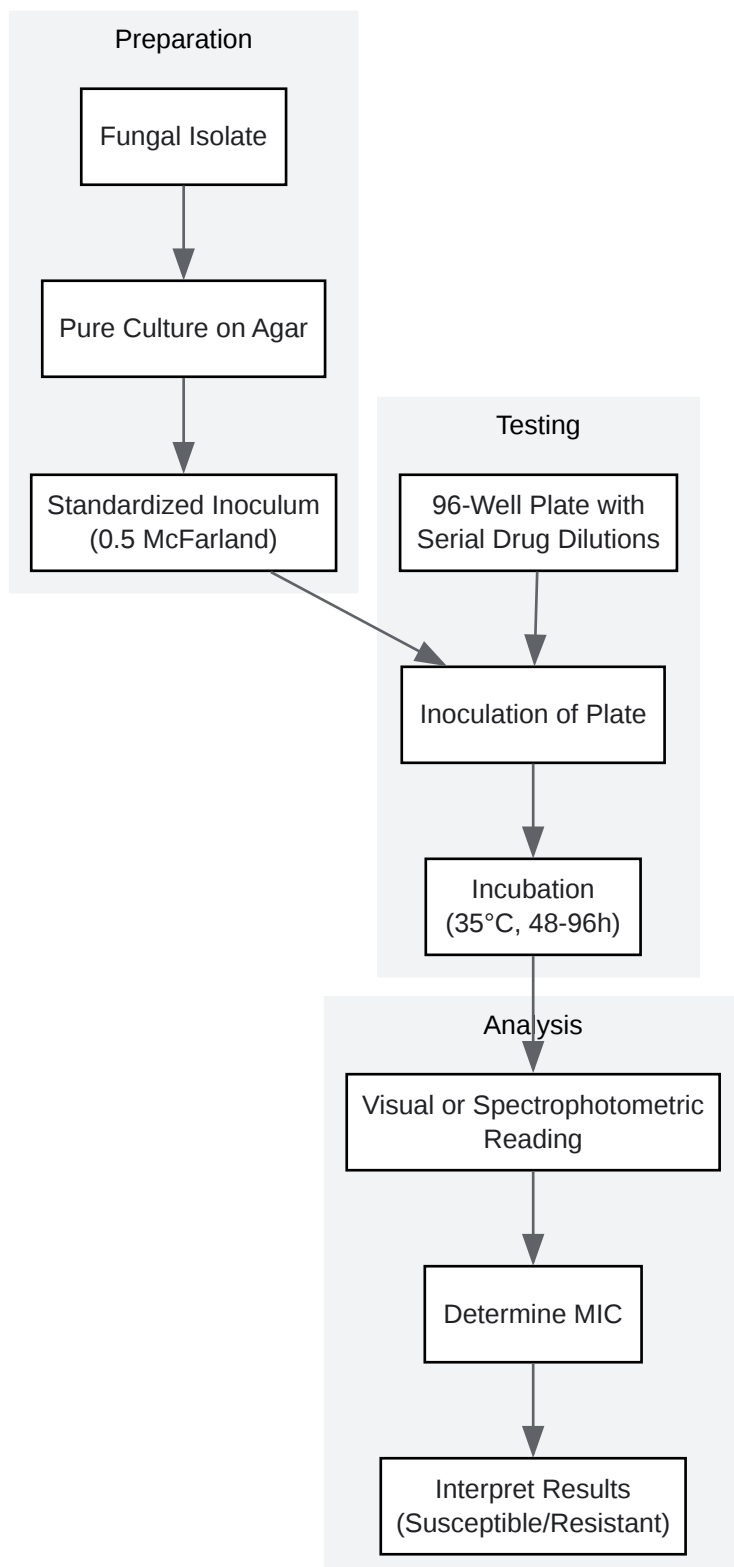 Preparation
Fungal Isolate
Pure Culture on Agar
Standardized Inoculum
(0.5 McFarland)
Testing
96-Well Plate with
Serial Drug Dilutions
Inoculation of Plate
Incubation
(35°C, 48-96h)
Analysis
Visual or Spectrophotometric
Reading
Determine MIC
Interpret Results
(Susceptible/Resistant)